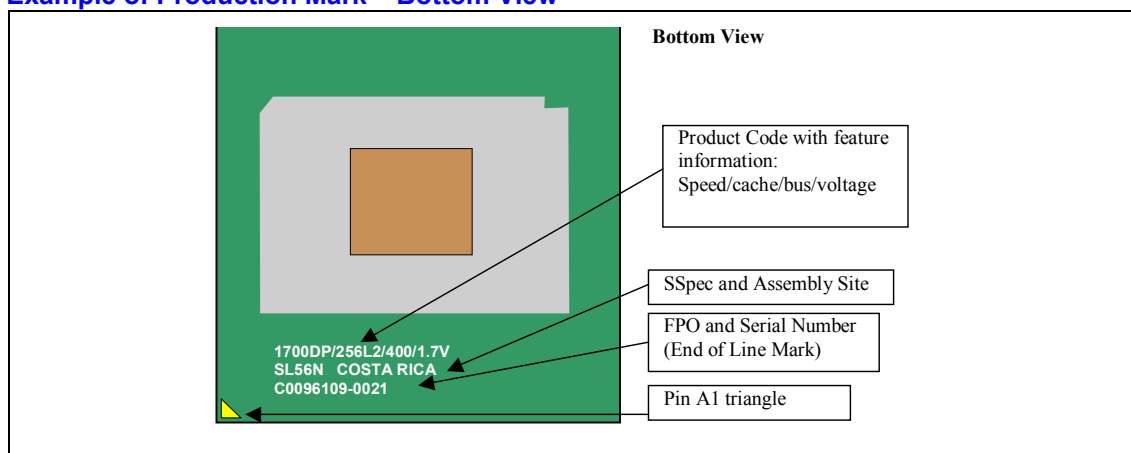 Example of Production Mark – Bottom View
Bottom View
Product Code with feature
information:
Speed/cache/bus/voltage
SSpec and Assembly Site
FPO and Serial Number
(End of Line Mark)
Pin A1 triangle
1700DP/256L2/400/1.7V
SL56N COSTA RICA
C0096109-0021